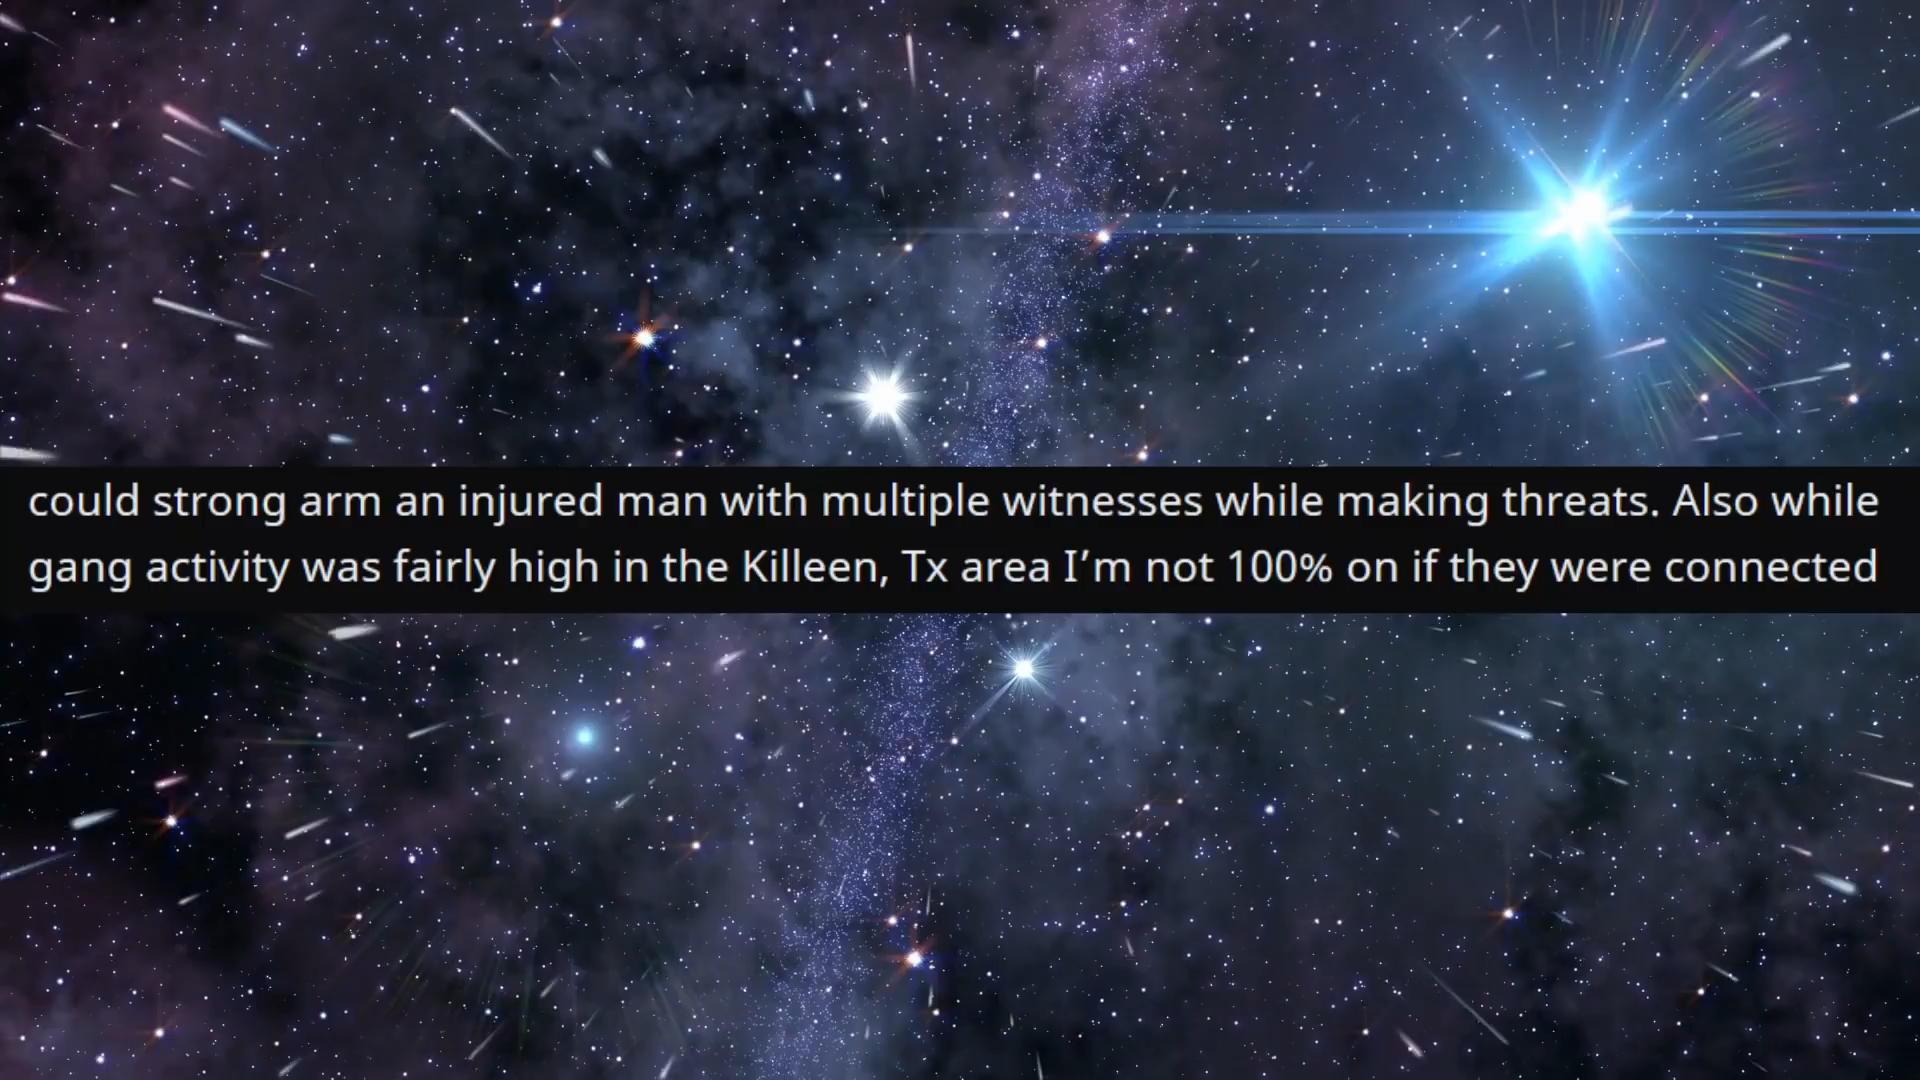 could strong arm an injured man with multiple witnesses while making threats. Also while
gang activity was fairly high in the Killeen, Tx area I’m not 100% on if they were connected